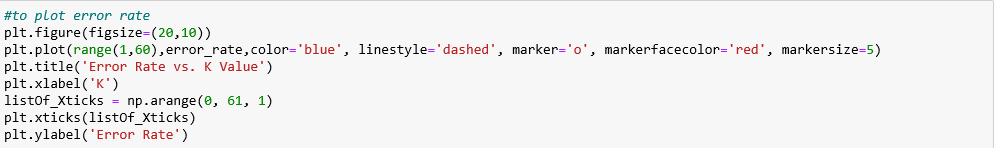 #to plot error rate
plt.figure(figsize=(20,10))
plt.plot(range(1,60),error_rate,color='blue', linestyle='dashed', marker='o', markerfacecolor='red', markersize=5)
plt.title('Error Rate vs. K Value')
plt.xlabel('K')
listOf_Xticks = np.arange(0, 61, 1)
plt.xticks(listOf_Xticks)
plt.ylabel('Error Rate')